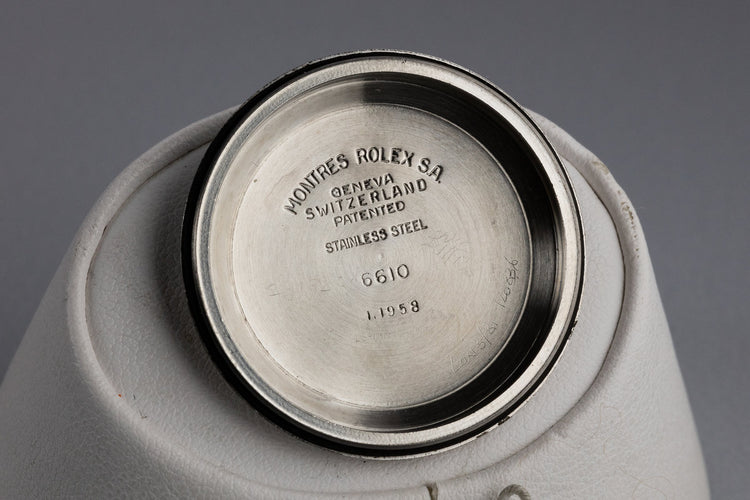 MONTRES ROLEX S.A.
GENEVA
SWITZERLAND
PATENTED
STAINLESS STEEL
6610
I.1958